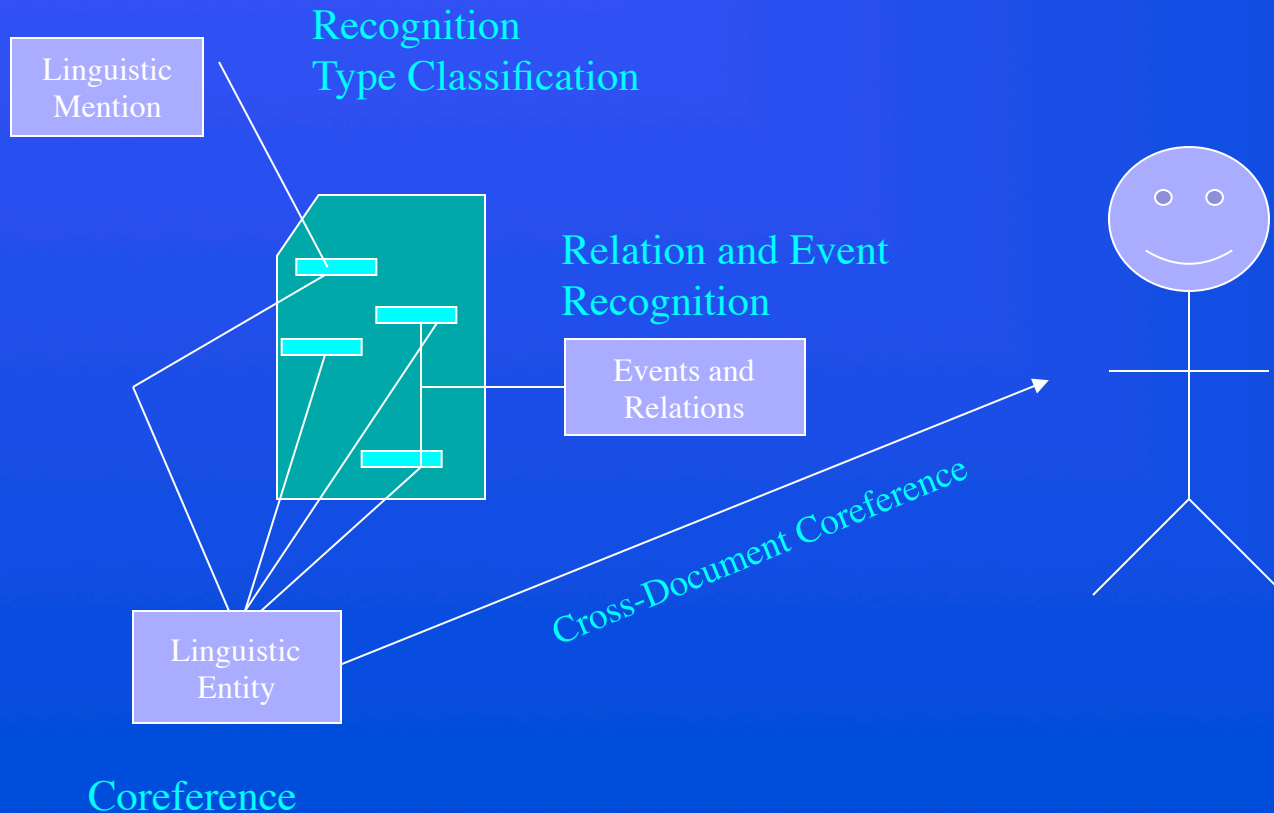 Recognition
Type Classification
Linguistic
Mention
Relation and Event
Recognition
Events and
Relations
Cross-Document Coreference
Linguistic
Entity
Coreference